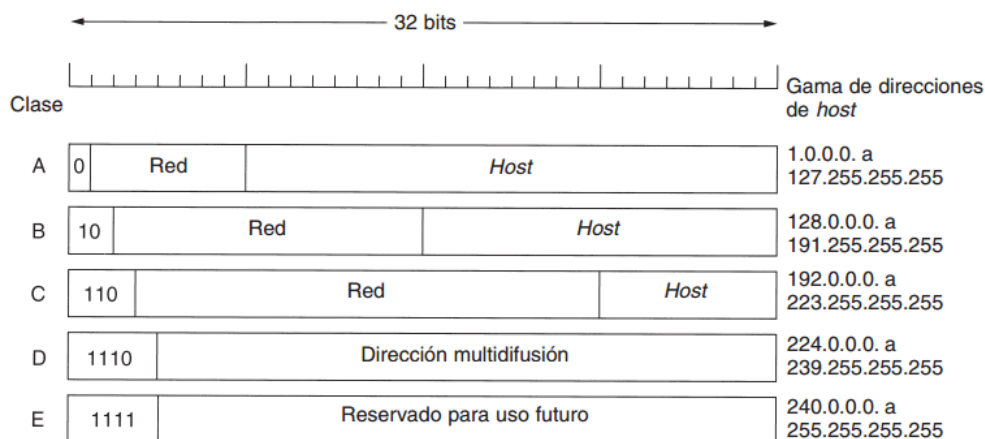 32 bits
Clase
Gama de direcciones
de host
A 0 Red Host 1.0.0.0. a
127.255.255.255
B 10 Red Host 128.0.0.0. a
191.255.255.255
C 110 Red Host 192.0.0.0. a
223.255.255.255
D 1110 Dirección multidifusión 224.0.0.0. a
239.255.255.255
E 1111 Reservado para uso futuro 240.0.0.0. a
255.255.255.255